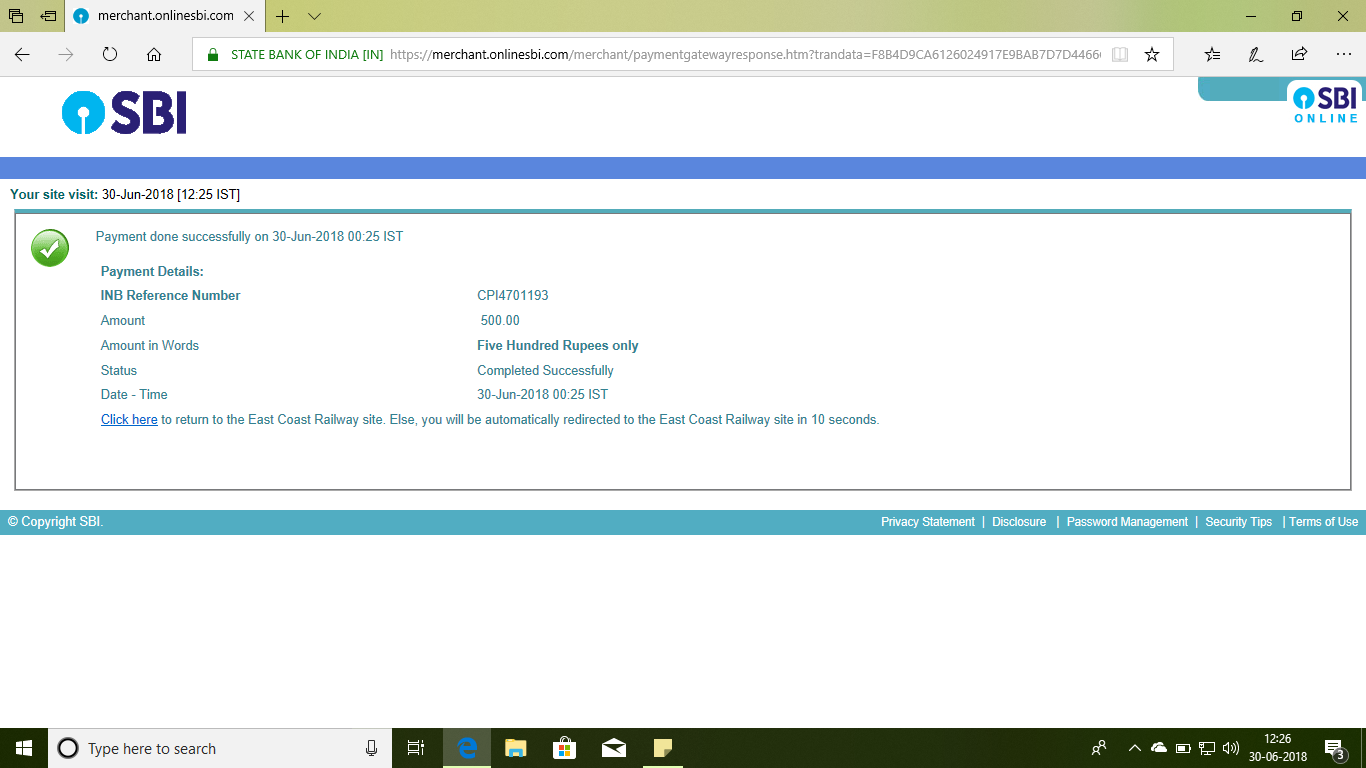 merchant.onlinesbi.com
STATE BANK OF INDIA [IN] https://merchant.onlinesbi.com/merchant/paymentgatewayresponse.htm?trandata=F8B4D9CA6126024917E9BAB7D7D4466
SBI
SBI
ONLINE
Your site visit: 30-Jun-2018 [12:25 IST]
Payment done successfully on 30-Jun-2018 00:25 IST
Payment Details:
INB Reference Number CPI4701193
Amount 500.00
Amount in Words Five Hundred Rupees only
Status Completed Successfully
Date - Time 30-Jun-2018 00:25 IST
Click here to return to the East Coast Railway site. Else, you will be automatically redirected to the East Coast Railway site in 10 seconds.
© Copyright SBI. Privacy Statement | Disclosure | Password Management | Security Tips | Terms of Use
Type here to search
12:26
30-06-2018
3